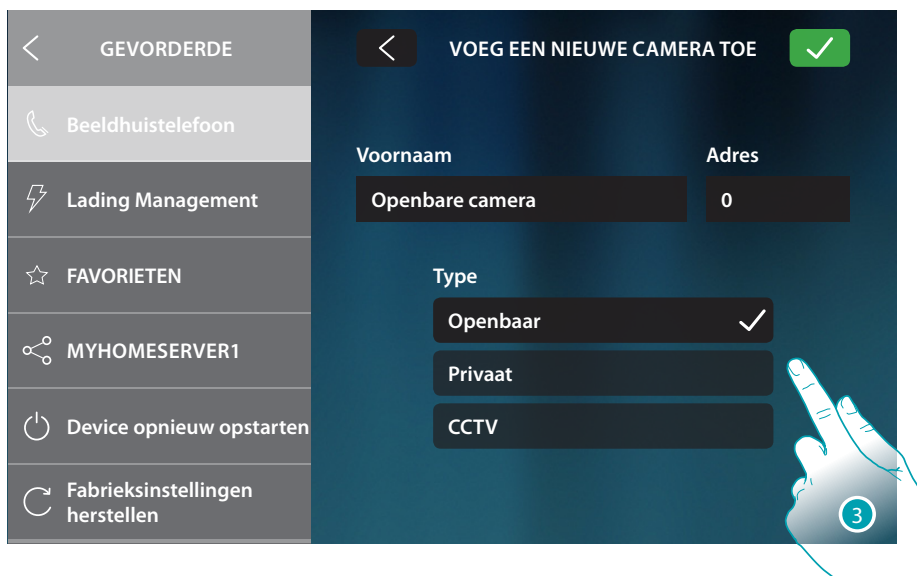 GEVORDERDE
Beeldhuistelefoon
Lading Management
FAVORIETEN
MYHOMESERVER1
Device opnieuw opstarten
Fabrieksinstellingen
herstellen
VOEG EEN NIEUWE CAMERA TOE
Voornaam Adres
Openbare camera 0
Type
Openbaar
Privaat
CCTV
3